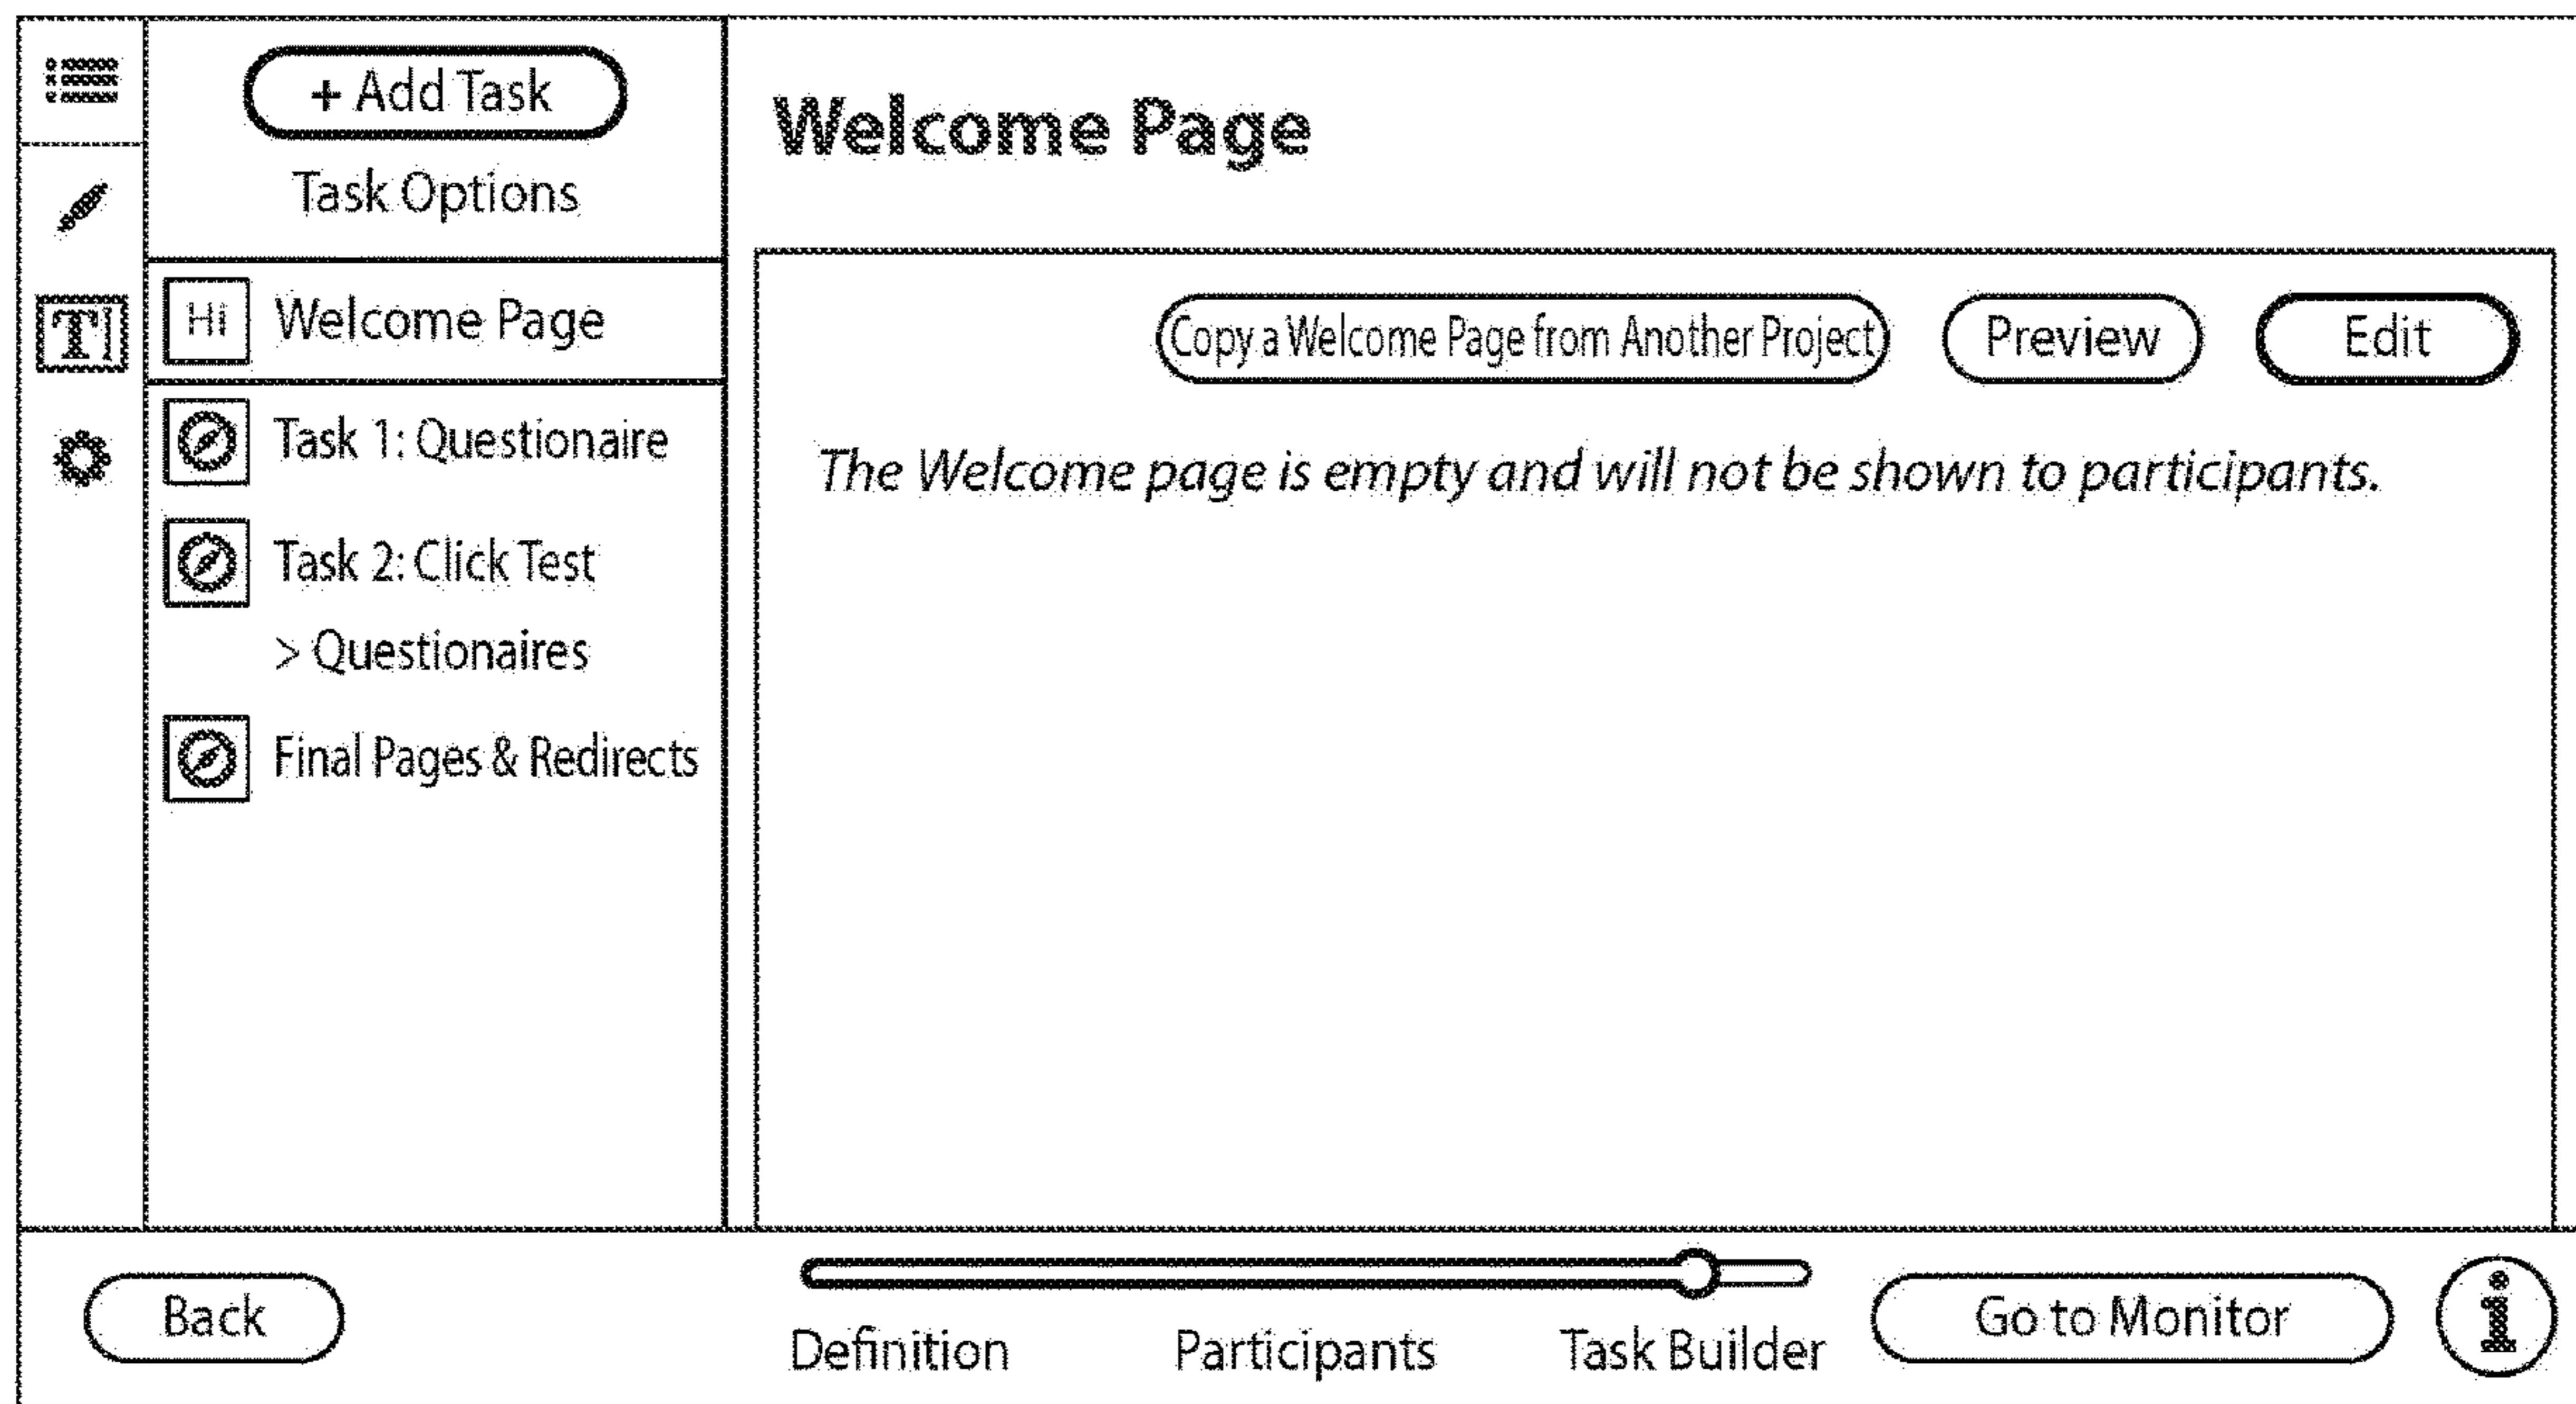 + Add Task
Task Options
Hi Welcome Page
Task 1: Questionaire
Task 2: Click Test
> Questionaires
Final Pages & Redirects
Welcome Page
Copy a Welcome Page from Another Project Preview Edit
The Welcome page is empty and will not be shown to participants.
T
Back
Definition Participants Task Builder
Go to Monitor
i